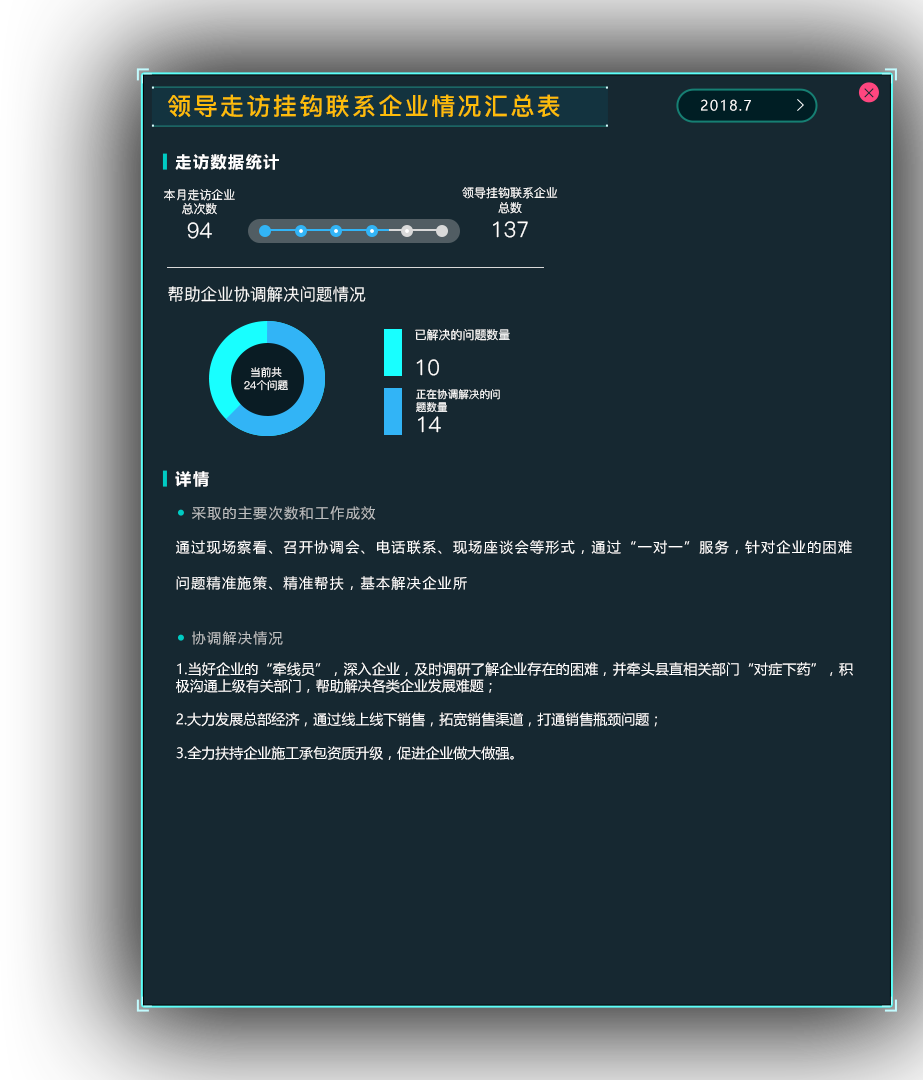 领导走访挂钩联系企业情况汇总表
2018.7
走访数据统计
本月走访企业
总次数
94
领导挂钩联系企业
总数
137
帮助企业协调解决问题情况
当前共
24个问题
已解决的问题数量
10
正在协调解决的问
题数量
14
详情
采取的主要次数和工作成效
通过现场察看、召开协调会、电话联系、现场座谈会等形式，通过“一对一”服务，针对企业的困难
问题精准施策、精准帮扶，基本解决企业所
协调解决情况
1.当好企业的“牵线员”，深入企业，及时调研了解企业存在的困难，并牵头县直相关部门“对症下药”，积
极沟通上级有关部门，帮助解决各类企业发展难题；
2.大力发展总部经济，通过线上线下销售，拓宽销售渠道，打通销售瓶颈问题；
3.全力扶持企业施工承包资质升级，促进企业做大做强。